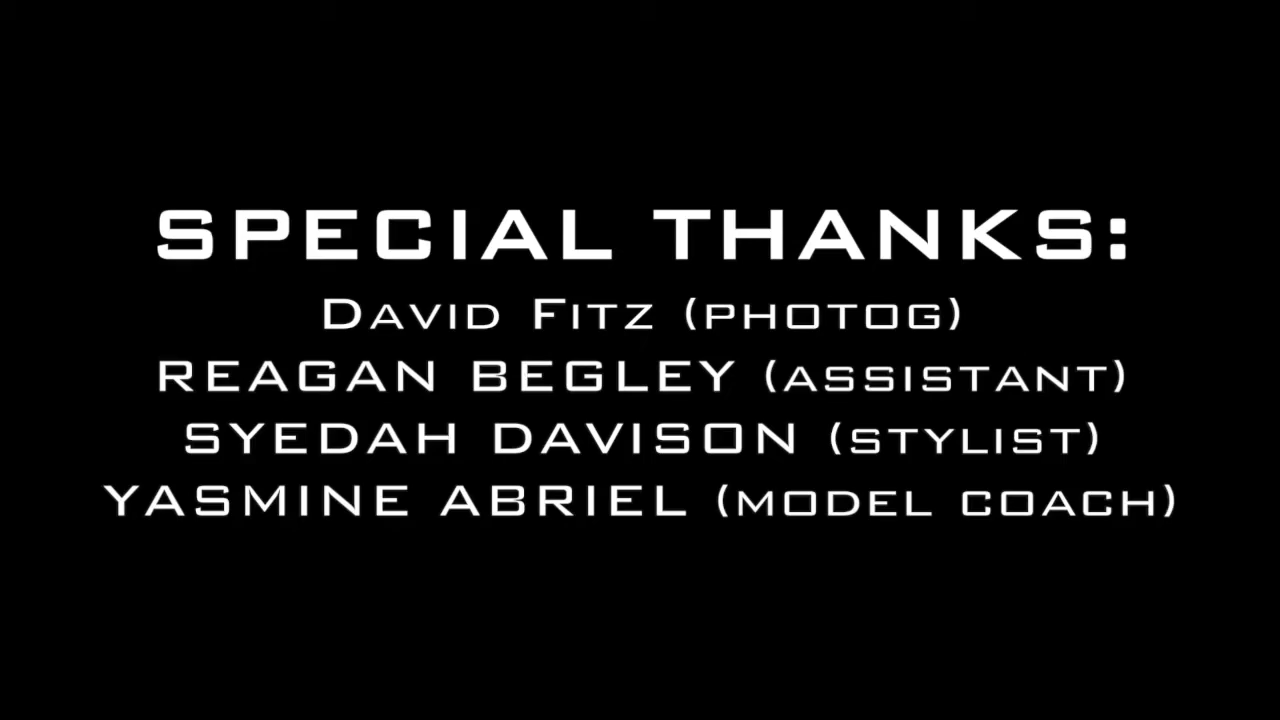 SPECIAL THANKS:
David Fitz (photog)
REAGAN BEGLEY (assistant)
SYEDAH DAVISON (stylist)
YASMINE ABRIEL (model coach)